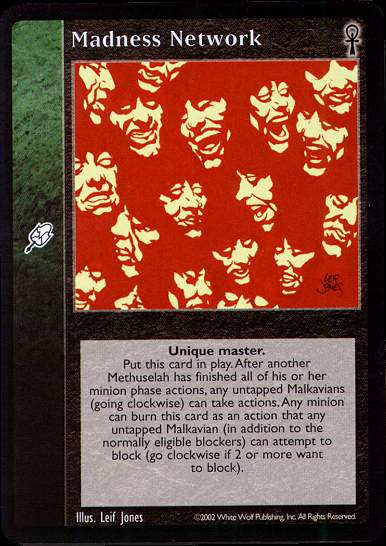 Madness Network
LEIF
JONES
Unique master.
Put this card in play. After another
Methuselah has finished all of his or her
minion phase actions, any untapped Malkavians
(going clockwise) can take actions. Any minion
can burn this card as an action that any
untapped Malkavian (in addition to the
normally eligible blockers) can attempt to
block (go clockwise if 2 or more want
to block).
Illus. Leif Jones
©2002 White Wolf Publishing, Inc. All Rights Reserved.